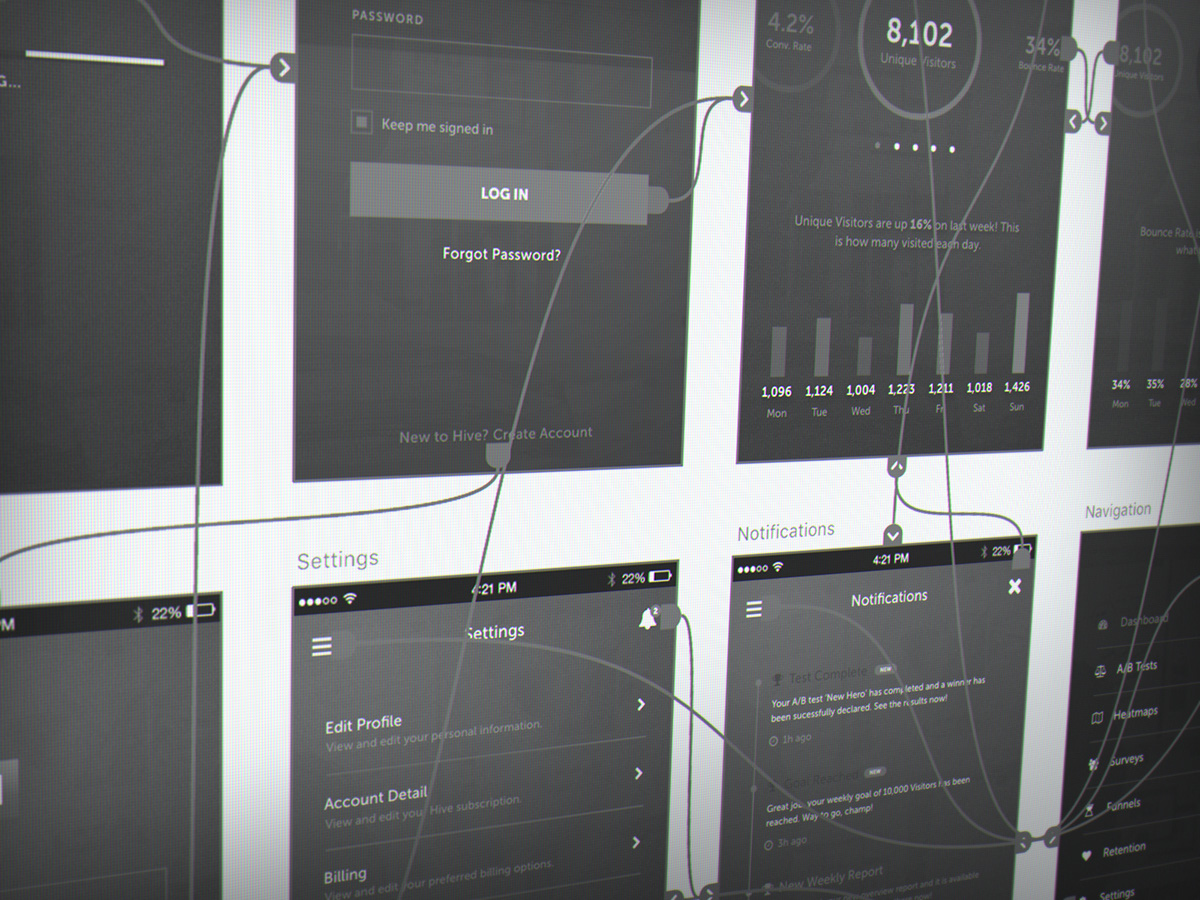 PASSWORD
Keep me signed in
LOG IN
Forgot Password?
New to Hive? Create Account
4.2%
Conv. Rate
8,102
Unique Visitors
34%
Bounce Rate
Unique Visitors are up 16% on last week! This
is how many visited each day.
1,096 1,124 1,004 1,223 1,211 1,018 1,426
Mon Tue Wed Thu Fri Sat Sun
8,102
Unique Visitors
Bounce Rate
34% 35% 28%
Mon Tue Wed
22%
Settings
4:21 PM
22%
Settings
2
Edit Profile
View and edit your personal information.
Account Detail
View and edit your Hive subscription.
Billing
View and edit your preferred billing options.
Notifications
4:21 PM
22%
Notifications
Test Complete NEW
Your A/B test 'New Hero' has completed and a winner has
been sucessfully declared. See the results now!
1h ago
Goal Reached NEW
Great job, your weekly goal of 10,000 Visitors has been
reached. Way to go, champ!
3h ago
New Weekly Report
overview report and it is available
Navigation
Dashboard
A/B Tests
Heatmaps
Surveys
Funnels
Retention
Settings